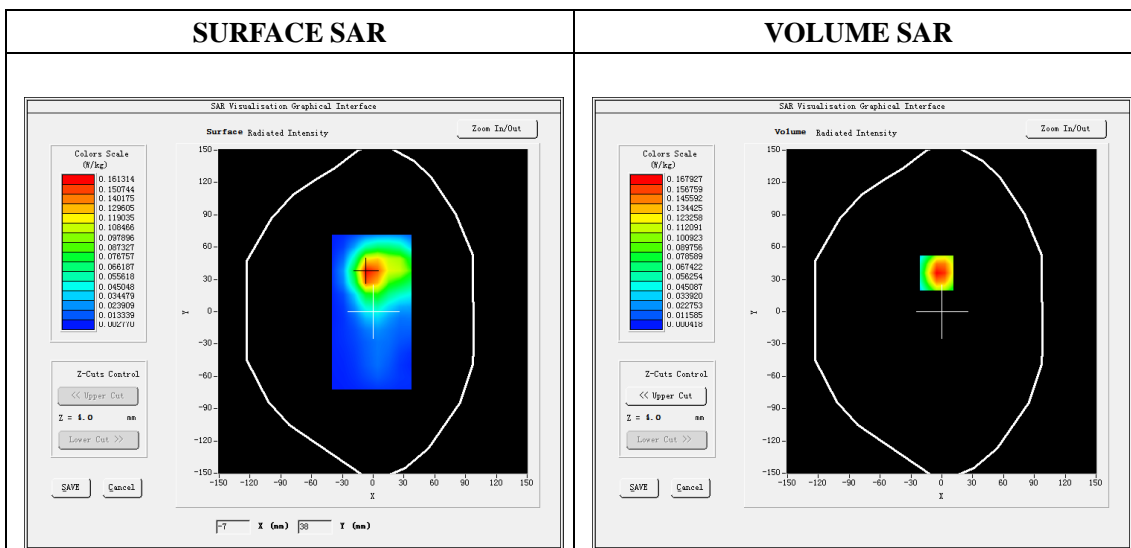 SURFACE SAR
VOLUME SAR
SAR Visualisation Graphical Interface
Surface Radiated Intensity
Zoom In/Out
Colors Scale
(W/kg)
0.161314
0.150744
0.140175
0.129605
0.119035
0.108466
0.097896
0.087327
0.076757
0.066187
0.055618
0.045048
0.034479
0.023909
0.013339
0.002770
Z-Cuts Control
<< Upper Cut
Z = 4.0 mm
Lower Cut >>
SAVE Cancel
150
120
90
60
30
0
-30
-60
-90
-120
-150
Y
-150 -120 -90 -60 -30 0 30 60 90 120 150
X
-7 X (mm) 38 Y (mm)
SAR Visualisation Graphical Interface
Volume Radiated Intensity
Zoom In/Out
Colors Scale
(W/kg)
0.167927
0.156759
0.145592
0.134425
0.123258
0.112091
0.100923
0.089756
0.078589
0.067422
0.056254
0.045087
0.033920
0.022753
0.011585
0.000418
Z-Cuts Control
<< Upper Cut
Z = 4.0 mm
Lower Cut >>
SAVE Cancel
150
120
90
60
30
0
-30
-60
-90
-120
-150
Y
-150 -120 -90 -60 -30 0 30 60 90 120 150
X